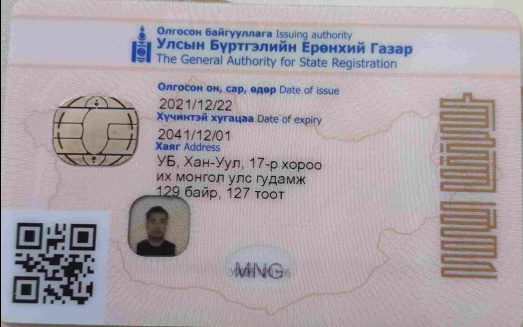 Олгосон байгууллага Issuing authority
Улсын Бүртгэлийн Ерөнхий Газар
The General Authority for State Registration
Олгосон он, сар, өдөр Date of issue
2021/12/22
Хүчинтэй хугацаа Date of expiry
2041/12/01
Хаяг Address
УБ, Хан-Уул, 17-р хороо
их монгол улс гудамж
129 байр, 127 тоот
MNG